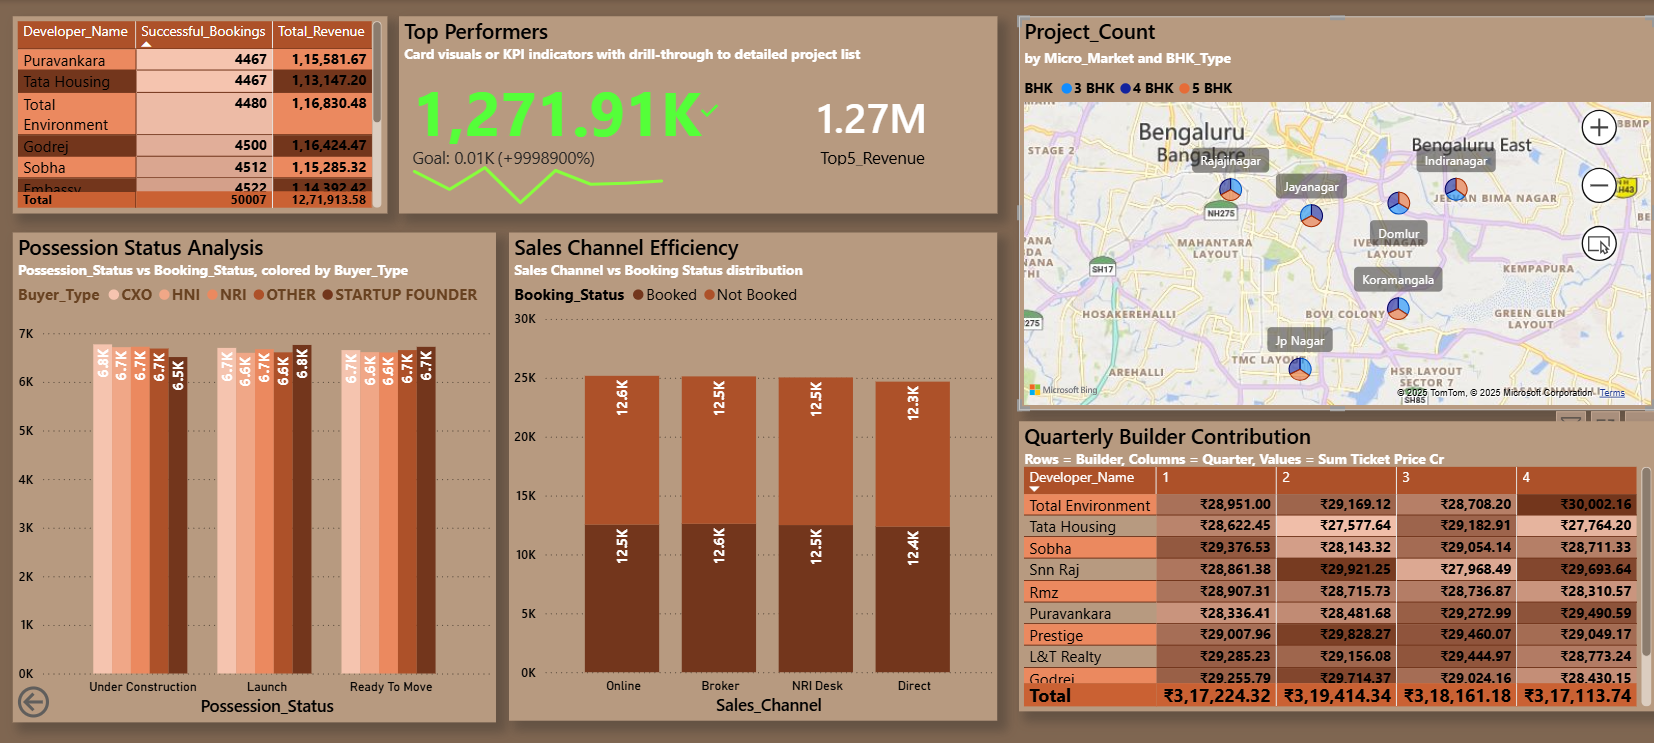 Developer_Name Successful_Bookings Total_Revenue
Puravankara 4467 1,15,581.67
Tata Housing 4467 1,13,147.20
Total Environment 4480 1,16,830.48
Godrej 4500 1,16,424.47
Sobha 4512 1,15,285.32
Embassy 4522 1,14,392.42
Total 50007 12,71,913.58
Top Performers
Card visuals or KPI indicators with drill-through to detailed project list
1,271.91K
Goal: 0.01K (+9998900%)
1.27M
Top5_Revenue
Project_Count
by Micro_Market and BHK_Type
BHK 3 BHK 4 BHK 5 BHK
STAGE 2
Bengaluru
Bangalore
Rajajinagar
Bengaluru East
Indiranagar
BBMP
Jayanagar
NH275
JEEVAN BIMA NAGAR
H43
BE
Domlur
PANA
NDA
NANA
THI
MAHANTARA
LAYOUT
IVEK NAGAR
LAYOUT
SH17
Koramangala
KEMPAPURA
275
HOSAKEREHALLI
BOVI COLONY
GREEN GLEN
LAYOUT
Jp Nagar
TMC LAYOUT
AREHALLI
HSR LAYOUT
SECTOR 7
Microsoft Bing
© 2025 TomTom, © 2025 Microsoft Corporation Terms
SH85
Possession Status Analysis
Possession_Status vs Booking_Status, colored by Buyer_Type
Buyer_Type CXO HNI NRI OTHER STARTUP FOUNDER
7K
6K
5K
4K
3K
2K
1K
0K
6.8K 6.7K 6.7K 6.7K 6.5K
6.7K 6.6K 6.7K 6.6K 6.8K
6.7K 6.6K 6.6K 6.7K 6.7K
Under Construction Launch Ready To Move
Possession_Status
Sales Channel Efficiency
Sales Channel vs Booking Status distribution
Booking_Status Booked Not Booked
30K
25K
20K
15K
10K
5K
0K
12.6K 12.5K 12.5K 12.3K
12.5K 12.6K 12.5K 12.4K
Online Broker NRI Desk Direct
Sales_Channel
Quarterly Builder Contribution
Rows = Builder, Columns = Quarter, Values = Sum Ticket Price Cr
Developer_Name 1 2 3 4
Total Environment ₹28,951.00 ₹29,169.12 ₹28,708.20 ₹30,002.16
Tata Housing ₹28,622.45 ₹27,577.64 ₹29,182.91 ₹27,764.20
Sobha ₹29,376.53 ₹28,143.32 ₹29,054.14 ₹28,711.33
Snn Raj ₹28,861.38 ₹29,921.25 ₹27,968.49 ₹29,693.64
Rmz ₹28,907.31 ₹28,715.73 ₹28,736.87 ₹28,310.57
Puravankara ₹28,336.41 ₹28,481.68 ₹29,272.99 ₹29,490.59
Prestige ₹29,007.96 ₹29,828.27 ₹29,460.07 ₹29,049.17
L&T Realty ₹29,285.23 ₹29,156.08 ₹29,444.97 ₹28,773.24
Godrej ₹29,255.79 ₹29,714.37 ₹29,024.16 ₹28,430.15
Total ₹3,17,224.32 ₹3,19,414.34 ₹3,18,161.18 ₹3,17,113.74